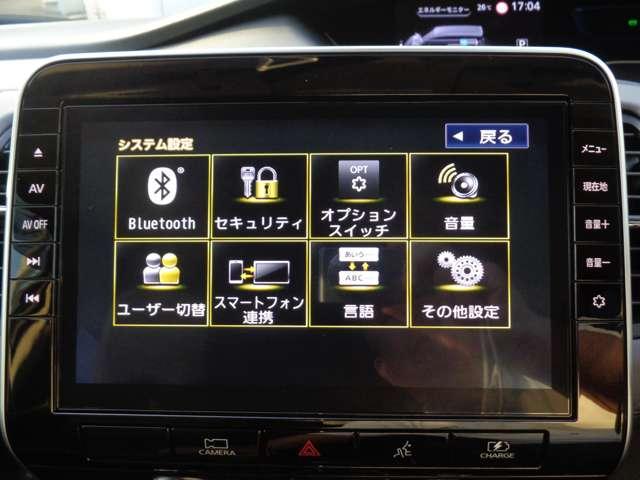 エネルギーモニター 26℃ 17:04
P
システム設定
戻る
Bluetooth
セキュリティ
OPT
オプション
スイッチ
音量
ユーザー切替
スマートフォン
連携
あいう
ABC
言語
その他設定
AV
AV OFF
メニュー
現在地
音量+
音量-
CAMERA
CHARGE